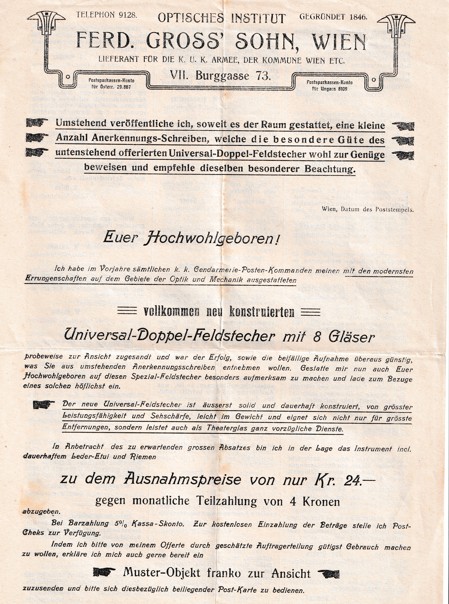 TELEPHON 9128. OPTISCHES INSTITUT GEGRÜNDET 1846.
FERD. GROSS' SOHN, WIEN
LIEFERANT FÜR DIE K. U. K. ARMEE, DER KOMMUNE WIEN ETC.
VII. Burggasse 73.
Postsparkassen-Konto
für Österr. 25.867
Postsparkassen-Konto
für Ungarn
Umstehend veröffentliche ich, soweit es der Raum gestattet, eine kleine
Anzahl Anerkennungs-Schreiben, welche die besondere Güte des
untenstehend offerierten Universal-Doppel-Feldstecher wohl zur Genüge
beweisen und empfehle dieselben besonderer Beachtung.
Wien, Datum des Poststempels.
Euer Hochwohlgeboren!
Ich habe im Vorjahre sämtlichen k. k. Gendarmerie-Posten-Kommanden meinen mit den modernsten
Errungenschaften auf dem Gebiete der Optik und Mechanik ausgestatteten
vollkommen neu konstruierten
Universal-Doppel-Feldstecher mit 8 Gläser
probeweise zur Ansicht zugesandt und war der Erfolg, sowie die beifällige Aufnahme überaus günstig,
was Sie aus umstehenden Anerkennungsschreiben entnehmen wollen. Gestatte mir nun auch Euer
Hochwohlgeboren auf diesen Spezial-Feldstecher besonders aufmerksam zu machen und lade zum Bezuge
eines solchen höflichst ein.
Der neue Universal-Feldstecher ist äusserst solid und dauerhaft konstruiert, von grösster
Leistungsfähigkeit und Sehschärfe, leicht im Gewicht und eignet sich nicht nur für grösste
Entfernungen, sondern leistet auch als Theaterglas ganz vorzügliche Dienste.
In Anbetracht des zu erwartenden grossen Absatzes bin ich in der Lage das Instrument incl.
dauerhaftem Leder-Etui und Riemen
zu dem Ausnahmspreise von nur Kr. 24.—
gegen monatliche Teilzahlung von 4 Kronen
abzugeben.
Bei Barzahlung 5% Kassa-Skonto. Zur kostenlosen Einzahlung der Beträge stelle ich Post-
Cheks zur Verfügung.
Indem ich bitte von meinem Offerte durch geschätzte Auftragerteilung gütigst Gebrauch machen
zu wollen, erkläre ich mich auch gerne bereit ein
Muster-Objekt franko zur Ansicht
zuzusenden und bitte sich diesbezüglich beiliegender Post-Karte zu bedienen.